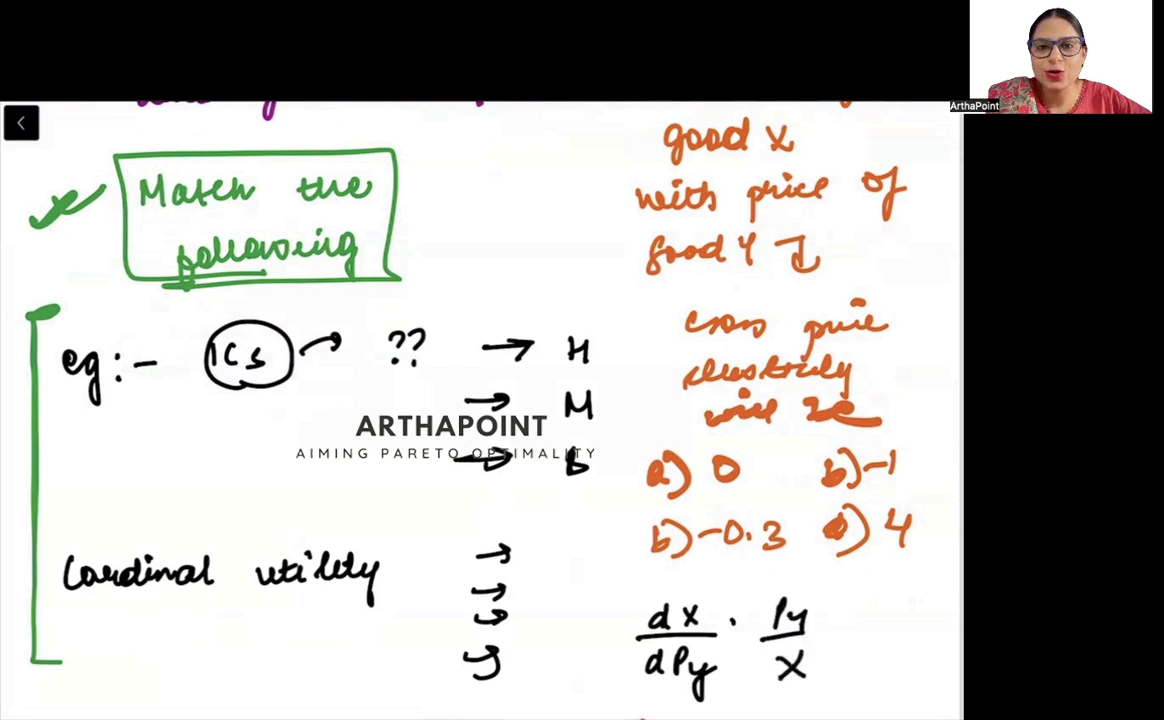 ArthaPoint
Match the
following
eg:- ICs → ?? → H
→ M
→ b
ARTHAPOINT
AIMING PARETO OPTIMALITY
Cardinal utility →
good x
with price of
good Y
cross price
elasticity
will
a) 0 b) -1
b) -0.3 4
dx/dPy . Py/X